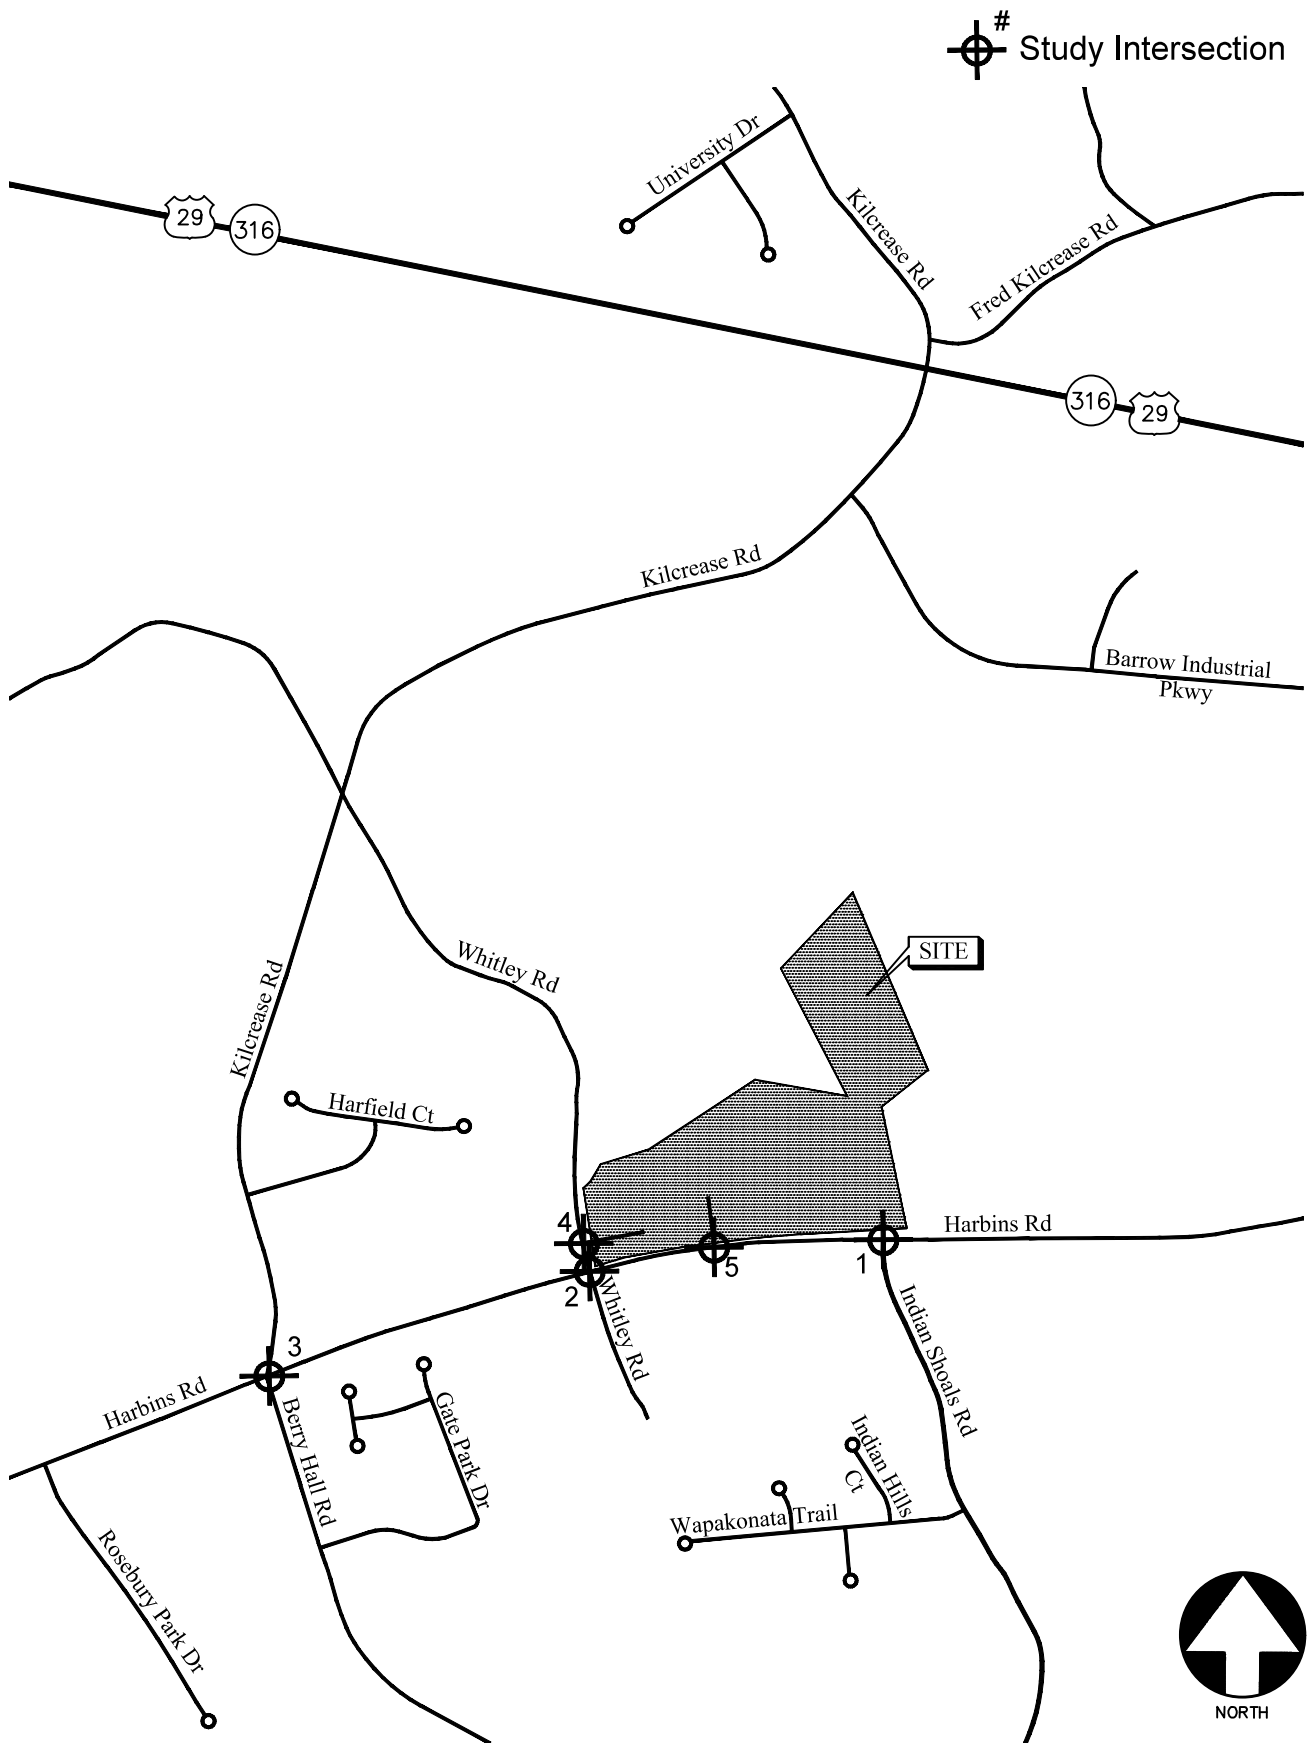 #
Study Intersection
University Dr
Kilcrease Rd
Fred Kilcrease Rd
29
316
316
29
Kilcrease Rd
Barrow Industrial
Pkwy
Whitley Rd
SITE
Kilcrease Rd
Harfield Ct
4
Harbins Rd
5
1
2
Whitley Rd
Indian Shoals Rd
3
Harbins Rd
Berry Hall Rd
Gate Park Dr
Indian Hills
Ct
Wapakonata Trail
Rosebury Park Dr
NORTH